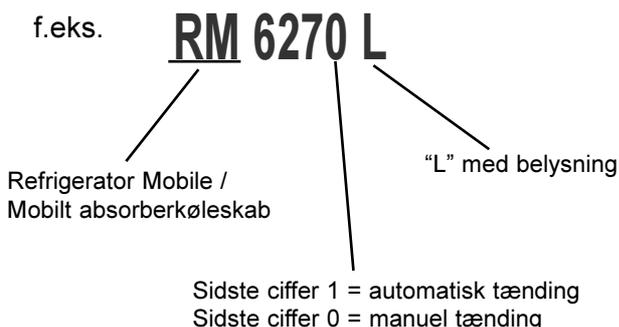 f.eks. RM 6270 L
"L" med belysning
Refrigerator Mobile /
Mobilt absorberkøleskab
Sidste ciffer 1 = automatisk tænding
Sidste ciffer 0 = manuel tænding